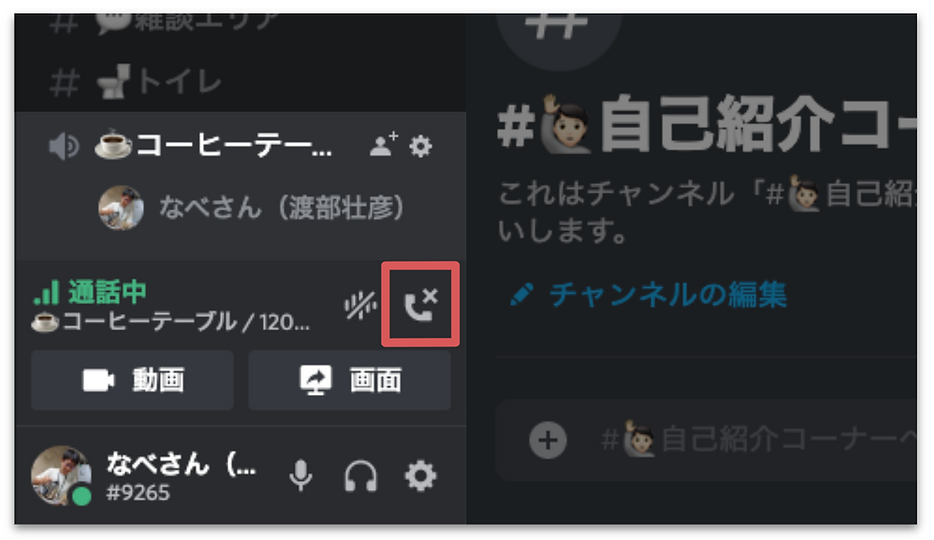 # 💬雑談エリア
# 🚽トイレ
☕コーヒーテー...
なべさん（渡部壮彦）
通話中
☕コーヒーテーブル / 120...
動画
画面
なべさん（...
#9265
#
#🙋🏻‍♂️自己紹介コー
これはチャンネル「#🙋🏻‍♂️自己紹
いします。
チャンネルの編集
#🙋🏻‍♂️自己紹介コーナーへ